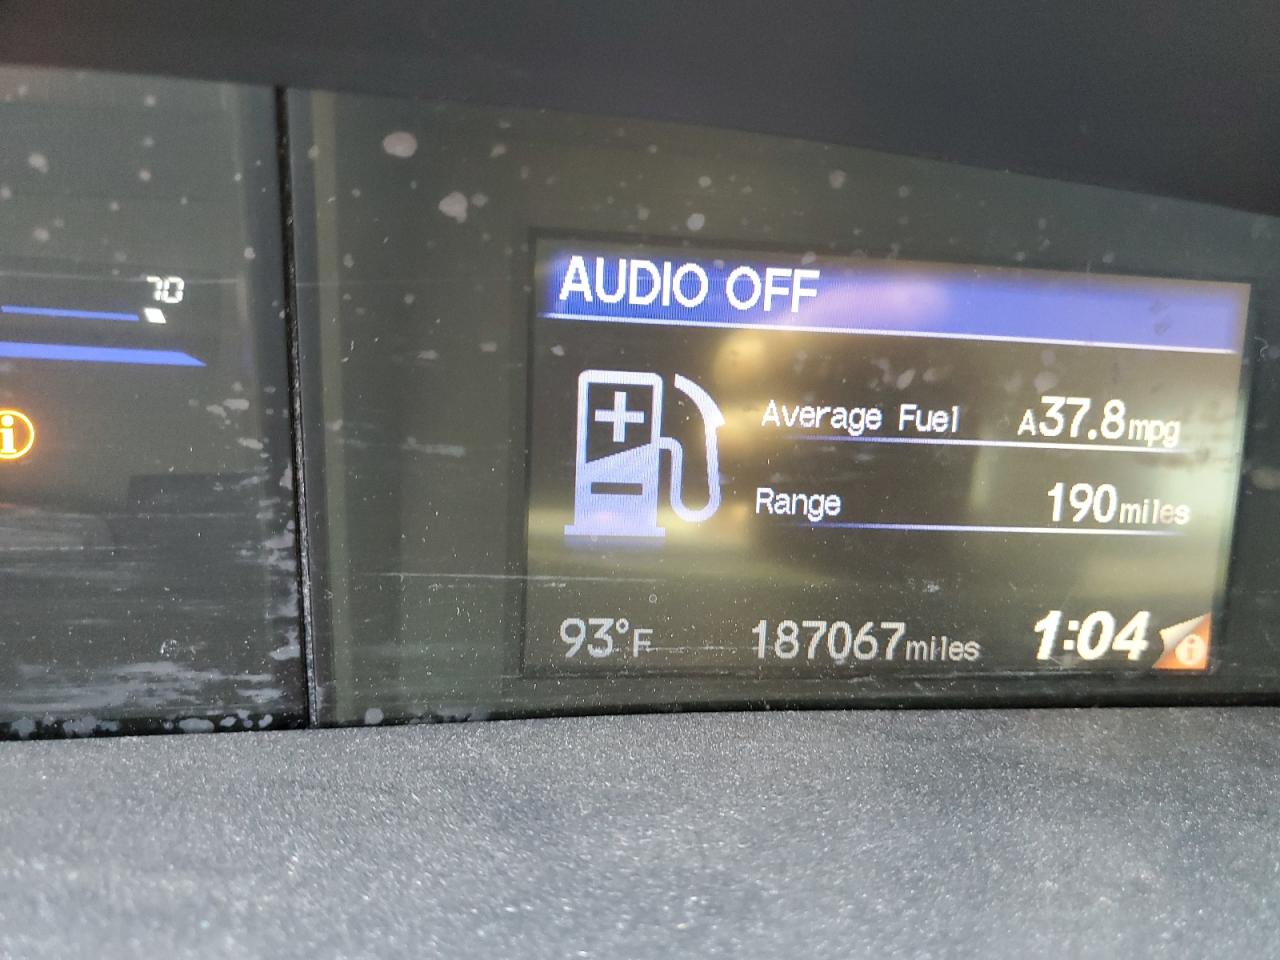 70
i
AUDIO OFF
Average Fuel A37.8mpg
Range 190miles
93°F 187067miles 1:04 i